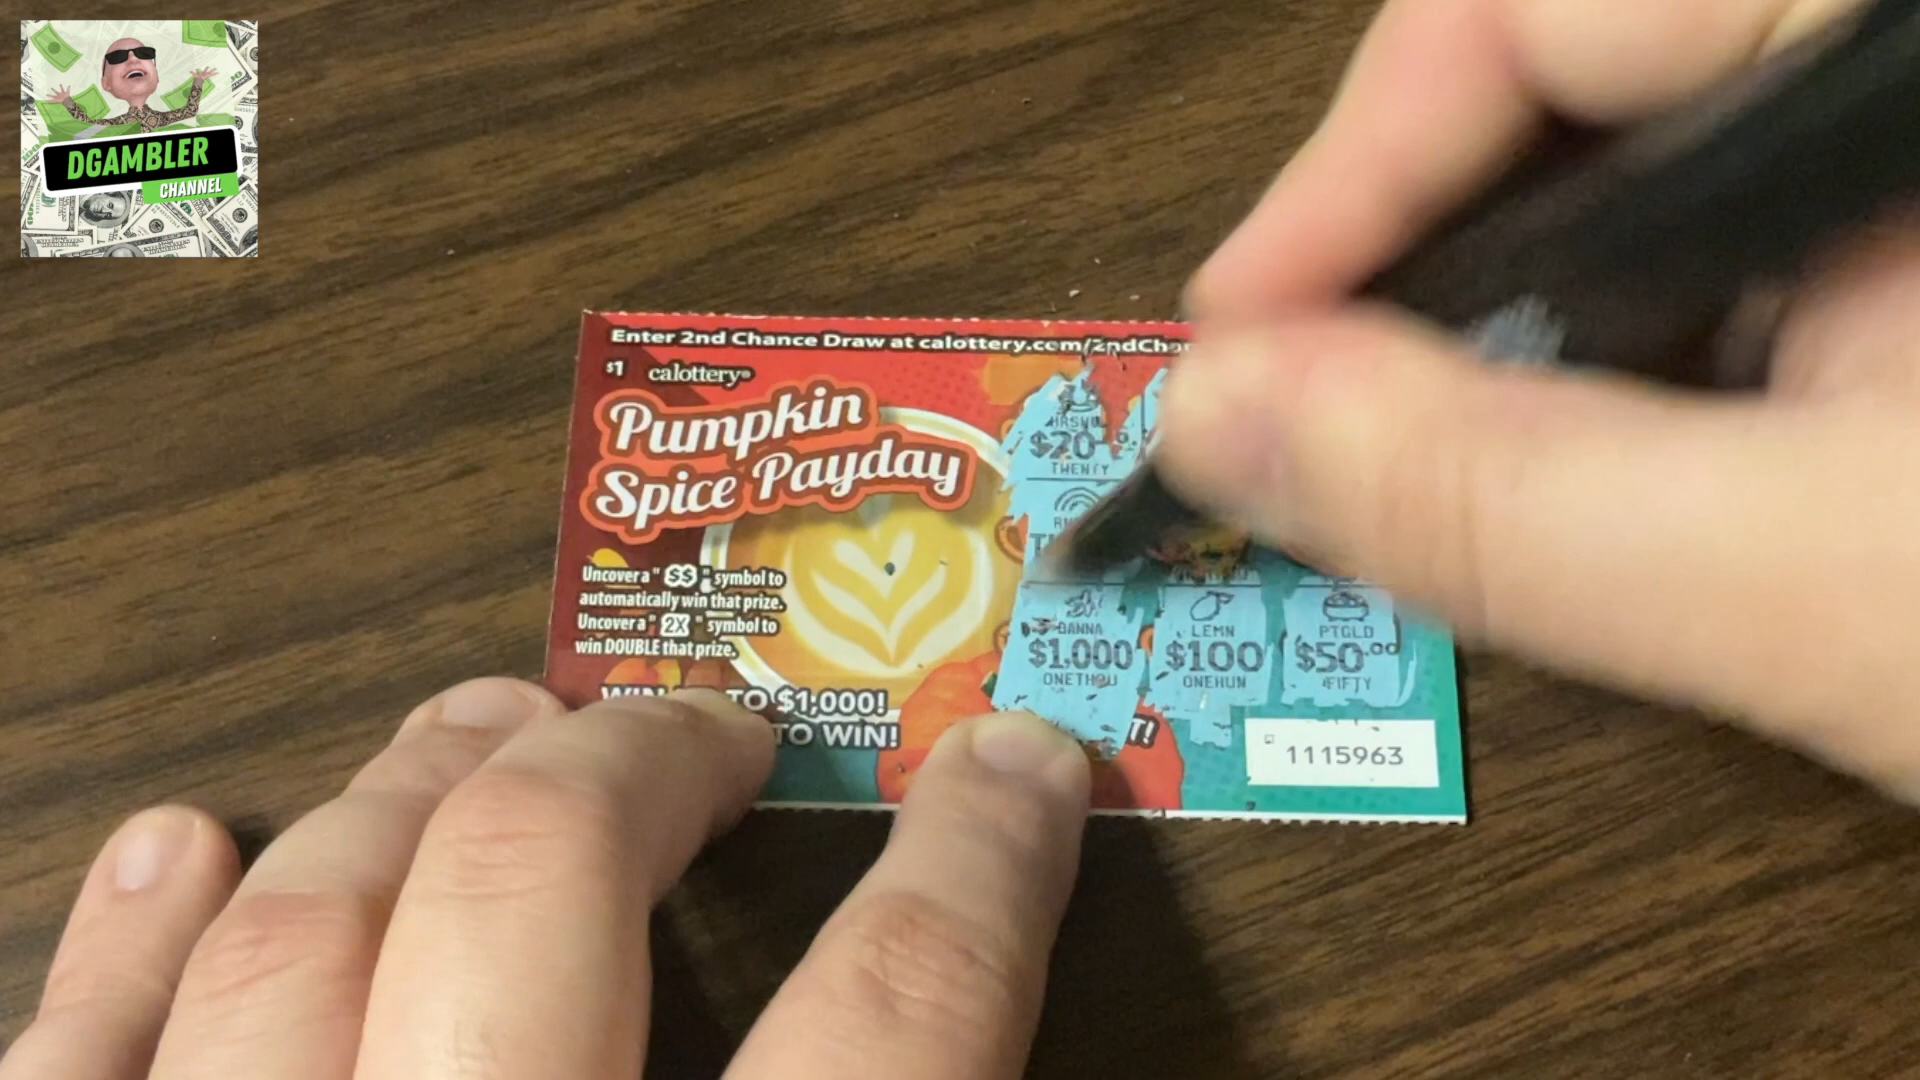 DGAMBLER
CHANNEL
Enter 2nd Chance Draw at calottery.com/2ndCha
$1 calottery
Pumpkin
Spice Payday
Uncover a " $$ " symbol to
automatically win that prize.
Uncover a " 2X " symbol to
win DOUBLE that prize.
TO $1,000!
TO WIN!
HRSHU
$20
TWENTY
BANNA
$1,000
ONETHOU
LEMN
$100
ONEHUN
PTGLD
$50.00
FIFTY
1115963